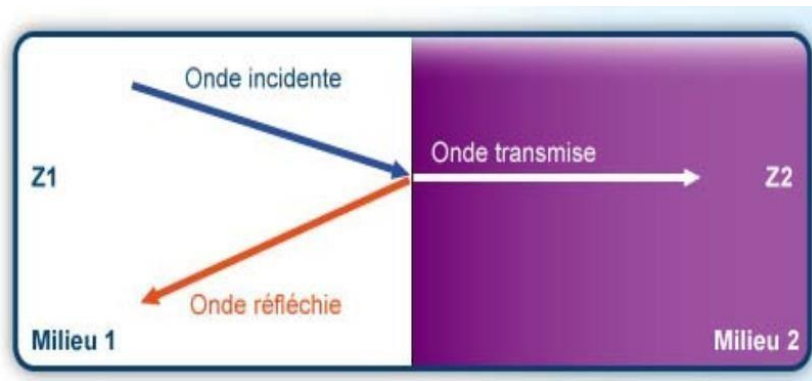 Onde incidente
Onde transmise
Z1
Z2
Onde réfléchie
Milieu 1
Milieu 2